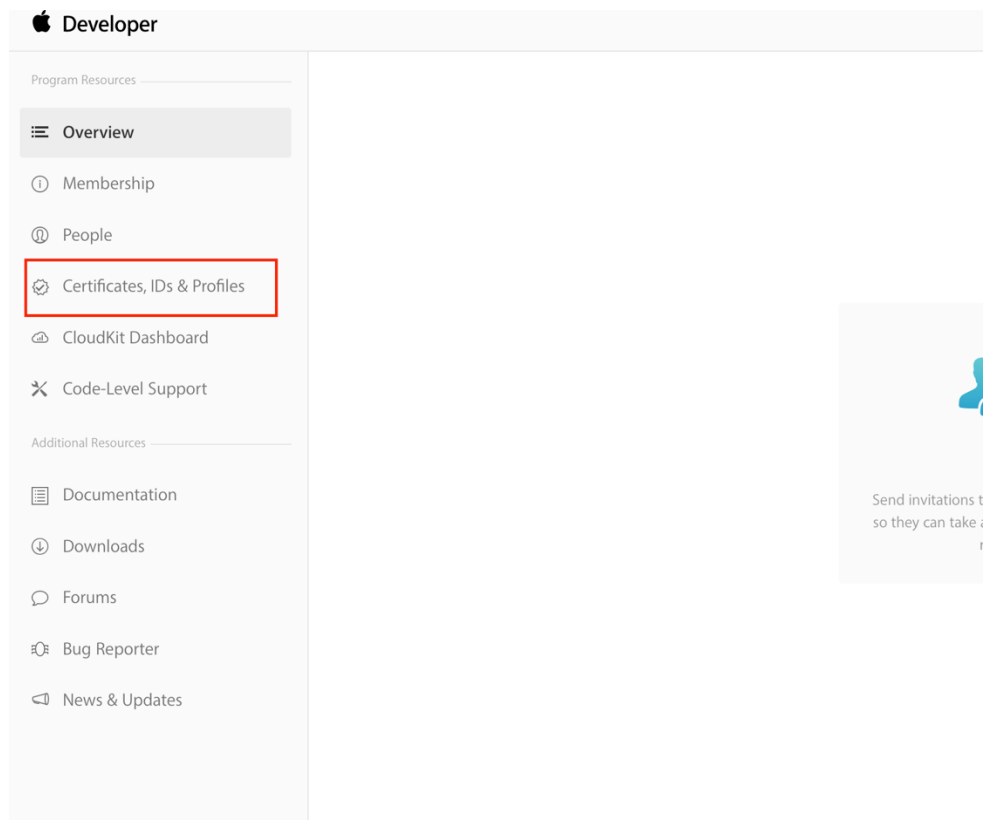 Developer
Program Resources
Overview
Membership
People
Certificates, IDs & Profiles
CloudKit Dashboard
Code-Level Support
Additional Resources
Documentation
Downloads
Forums
Bug Reporter
News & Updates
Send invitations
so they can take